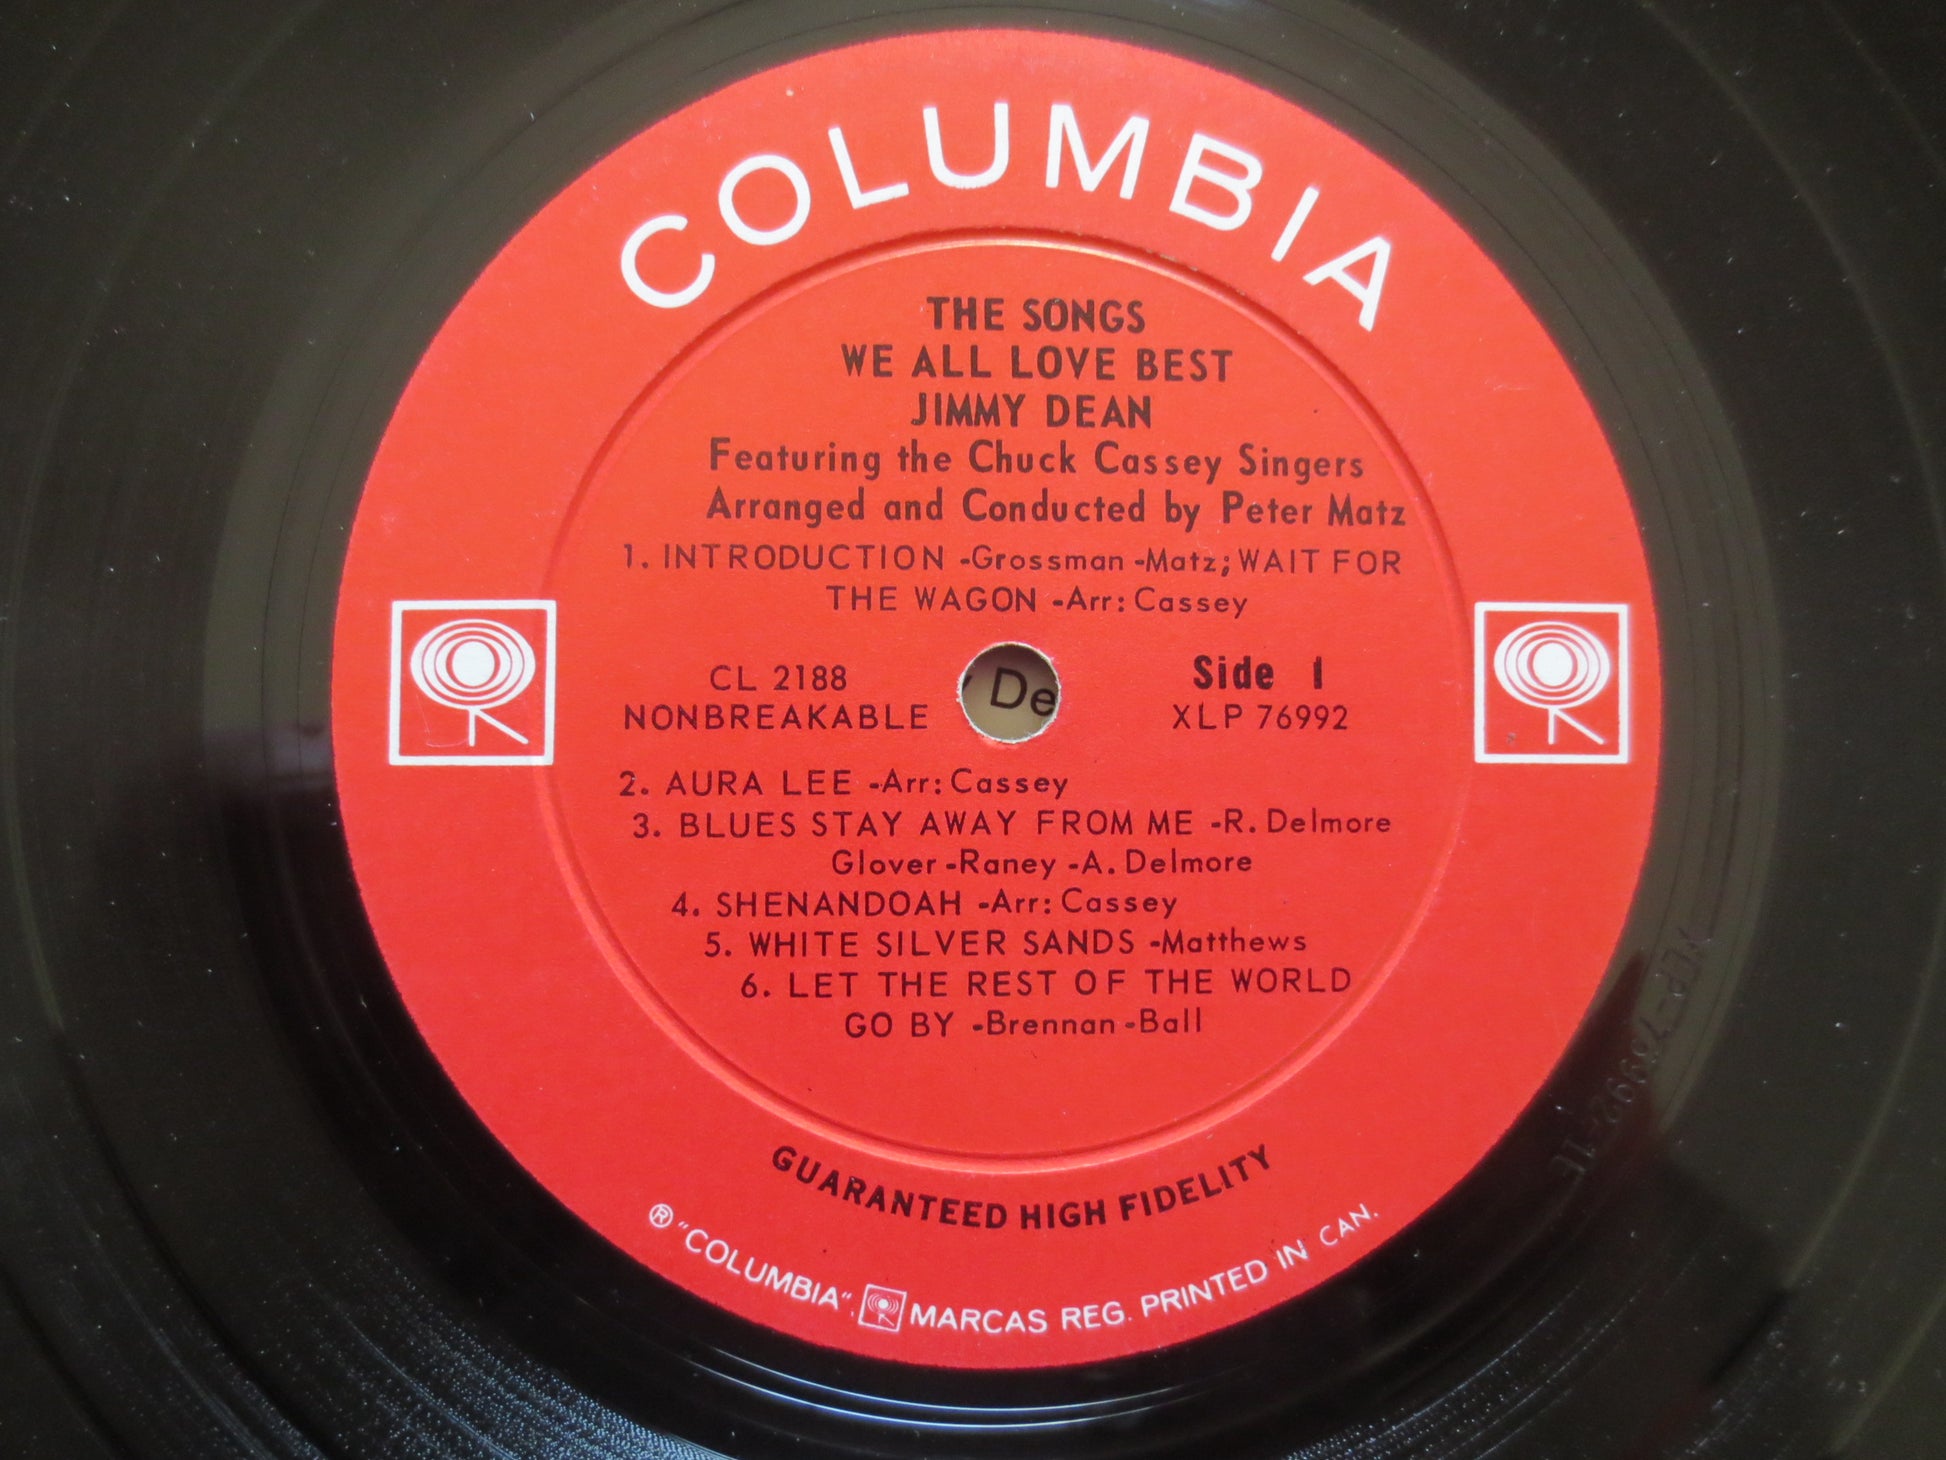 COLUMBIA
THE SONGS
WE ALL LOVE BEST
JIMMY DEAN
Featuring the Chuck Cassey Singers
Arranged and Conducted by Peter Matz
1. INTRODUCTION -Grossman -Matz; WAIT FOR
THE WAGON -Arr: Cassey
CL 2188
NONBREAKABLE
De
Side 1
XLP 76992
2. AURA LEE -Arr: Cassey
3. BLUES STAY AWAY FROM ME -R. Delmore
Glover -Raney -A. Delmore
4. SHENANDOAH -Arr: Cassey
5. WHITE SILVER SANDS -Matthews
6. LET THE REST OF THE WORLD
GO BY -Brennan -Ball
GUARANTEED HIGH FIDELITY
® "COLUMBIA", MARCAS REG. PRINTED IN CAN.
XLP-76992-1E